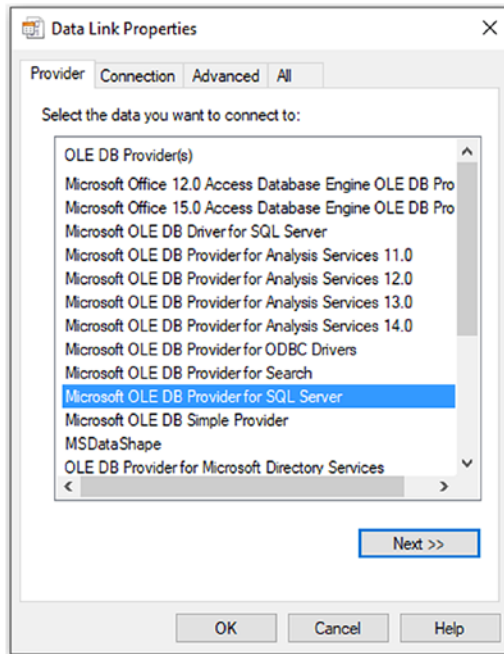 Data Link Properties
Provider Connection Advanced All
Select the data you want to connect to:
OLE DB Provider(s)
Microsoft Office 12.0 Access Database Engine OLE DB Pro
Microsoft Office 15.0 Access Database Engine OLE DB Pro
Microsoft OLE DB Driver for SQL Server
Microsoft OLE DB Provider for Analysis Services 11.0
Microsoft OLE DB Provider for Analysis Services 12.0
Microsoft OLE DB Provider for Analysis Services 13.0
Microsoft OLE DB Provider for Analysis Services 14.0
Microsoft OLE DB Provider for ODBC Drivers
Microsoft OLE DB Provider for Search
Microsoft OLE DB Provider for SQL Server
Microsoft OLE DB Simple Provider
MSDataShape
OLE DB Provider for Microsoft Directory Services
Next >>
OK Cancel Help